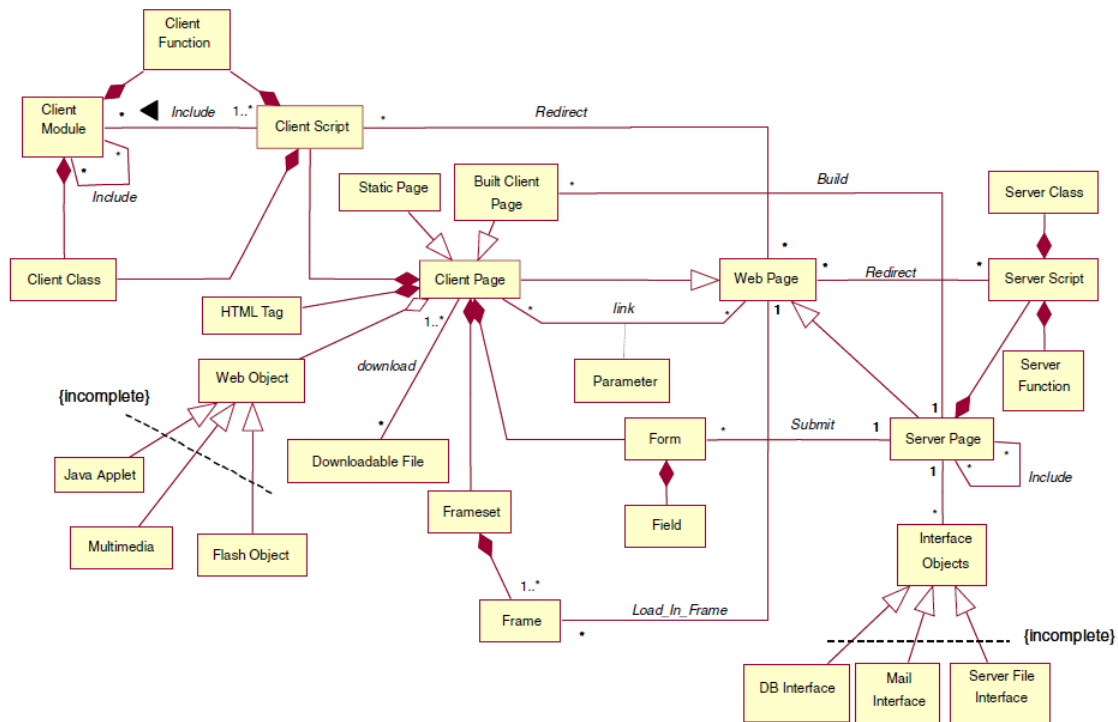 Client
Function
Client
Module
*
Include
1..*
Client Script
*
Redirect
*
*
Include
Static Page
Built Client
Page
*
Build
Server Class
Client Class
Client Page
*
Web Page
*
Redirect
*
Server Script
HTML Tag
1..*
*
link
*
1
Web Object
download
Parameter
Server
Function
{incomplete}
*
Downloadable File
Form
*
Submit
1
1
Server Page
1
*
*
Include
Java Applet
Frameset
Field
*
Interface
Objects
Multimedia
Flash Object
1..*
Frame
*
Load_In_Frame
{incomplete}
DB Interface
Mail
Interface
Server File
Interface